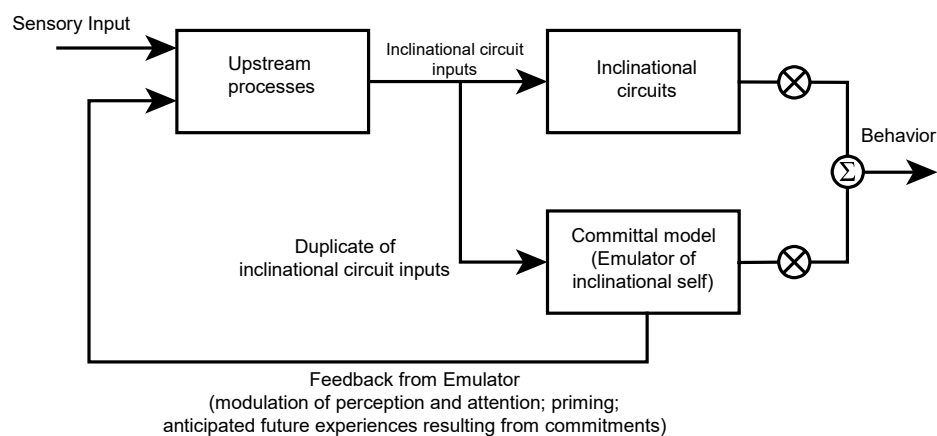 Sensory Input
Upstream
processes
Inclinational circuit
inputs
Inclinational
circuits
Behavior
Σ
Duplicate of
inclinational circuit inputs
Committal model
(Emulator of
inclinational self)
Feedback from Emulator
(modulation of perception and attention; priming;
anticipated future experiences resulting from commitments)